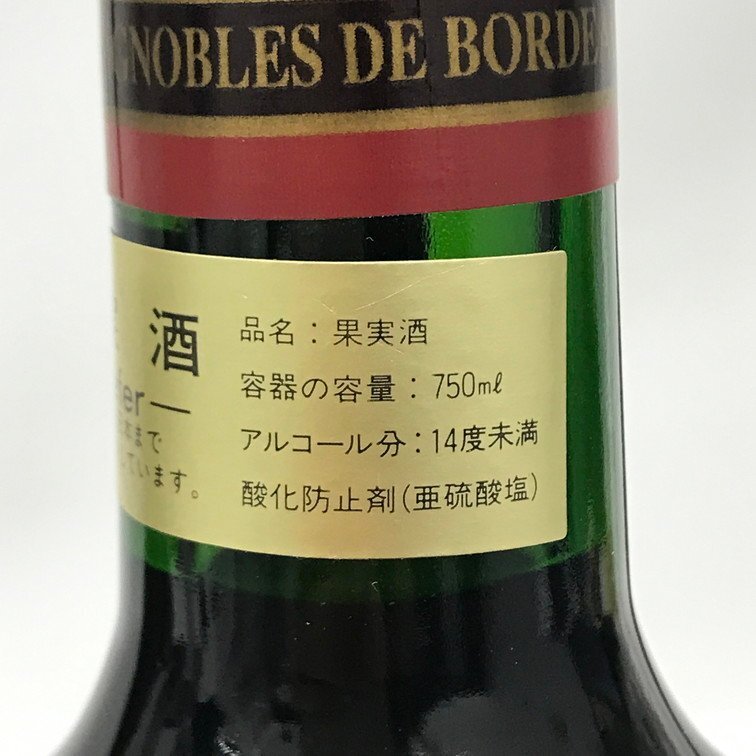 NOBLES DE BORDE
酒
品名：果実酒
容器の容量：750ml
アルコール分：14度未満
酸化防止剤(亜硫酸塩)
er—
まで
ています。